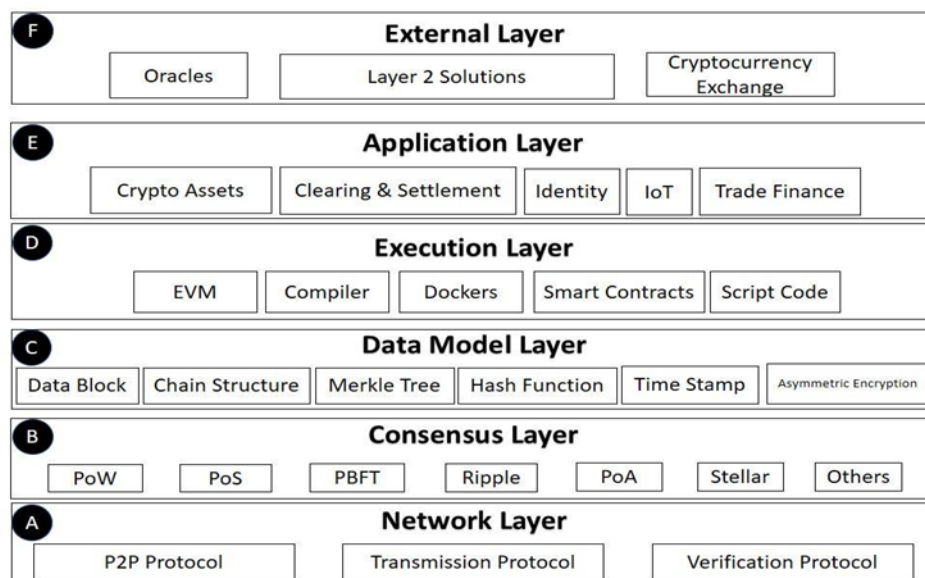 F
External Layer
Oracles
Layer 2 Solutions
Cryptocurrency
Exchange
E
Application Layer
Crypto Assets
Clearing & Settlement
Identity
IoT
Trade Finance
D
Execution Layer
EVM
Compiler
Dockers
Smart Contracts
Script Code
C
Data Model Layer
Data Block
Chain Structure
Merkle Tree
Hash Function
Time Stamp
Asymmetric Encryption
B
Consensus Layer
PoW
PoS
PBFT
Ripple
PoA
Stellar
Others
A
Network Layer
P2P Protocol
Transmission Protocol
Verification Protocol